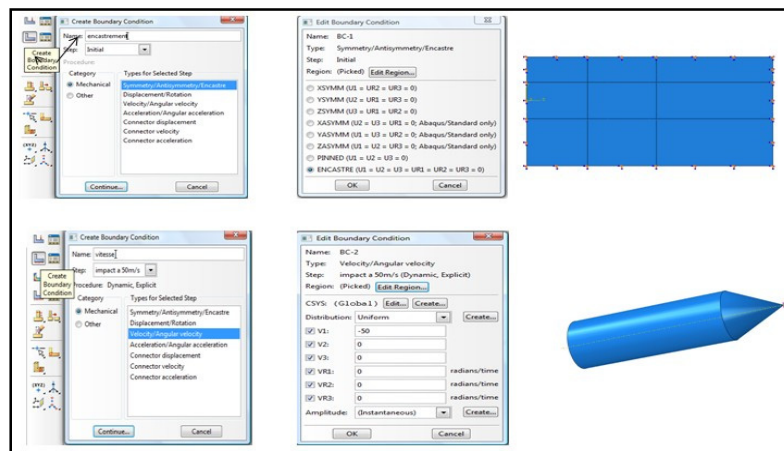 Create Boundary Condition
Name: encastrement
Step: Initial
Procedure:
Create
Boundary
Condition
Category
Types for Selected Step
Mechanical
Other
Symmetry/Antisymmetry/Encastre
Displacement/Rotation
Velocity/Angular velocity
Acceleration/Angular acceleration
Connector displacement
Connector velocity
Connector acceleration
Continue...
Cancel
Edit Boundary Condition
Name: BC-1
Type: Symmetry/Antisymmetry/Encastre
Step: Initial
Region: (Picked) Edit Region...
XSYMM (U1 = UR2 = UR3 = 0)
YSYMM (U2 = UR1 = UR3 = 0)
ZSYMM (U3 = UR1 = UR2 = 0)
XASYMM (U2 = U3 = UR1 = 0; Abaqus/Standard only)
YASYMM (U1 = U3 = UR2 = 0; Abaqus/Standard only)
ZASYMM (U1 = U2 = UR3 = 0; Abaqus/Standard only)
PINNED (U1 = U2 = U3 = 0)
ENCASTRE (U1 = U2 = U3 = UR1 = UR2 = UR3 = 0)
OK
Cancel
Create Boundary Condition
Name: vitesse
Step: impact a 50m/s
Procedure: Dynamic, Explicit
Create
Boundary
Condition
Category
Types for Selected Step
Mechanical
Other
Symmetry/Antisymmetry/Encastre
Displacement/Rotation
Velocity/Angular velocity
Acceleration/Angular acceleration
Connector displacement
Connector velocity
Connector acceleration
Continue...
Cancel
Edit Boundary Condition
Name: BC-2
Type: Velocity/Angular velocity
Step: impact a 50m/s (Dynamic, Explicit)
Region: (Picked) Edit Region...
CSYS: (Global) Edit... Create...
Distribution: Uniform Create...
V1: -50
V2: 0
V3: 0
VR1: 0 radians/time
VR2: 0 radians/time
VR3: 0 radians/time
Amplitude: (Instantaneous) Create...
OK
Cancel